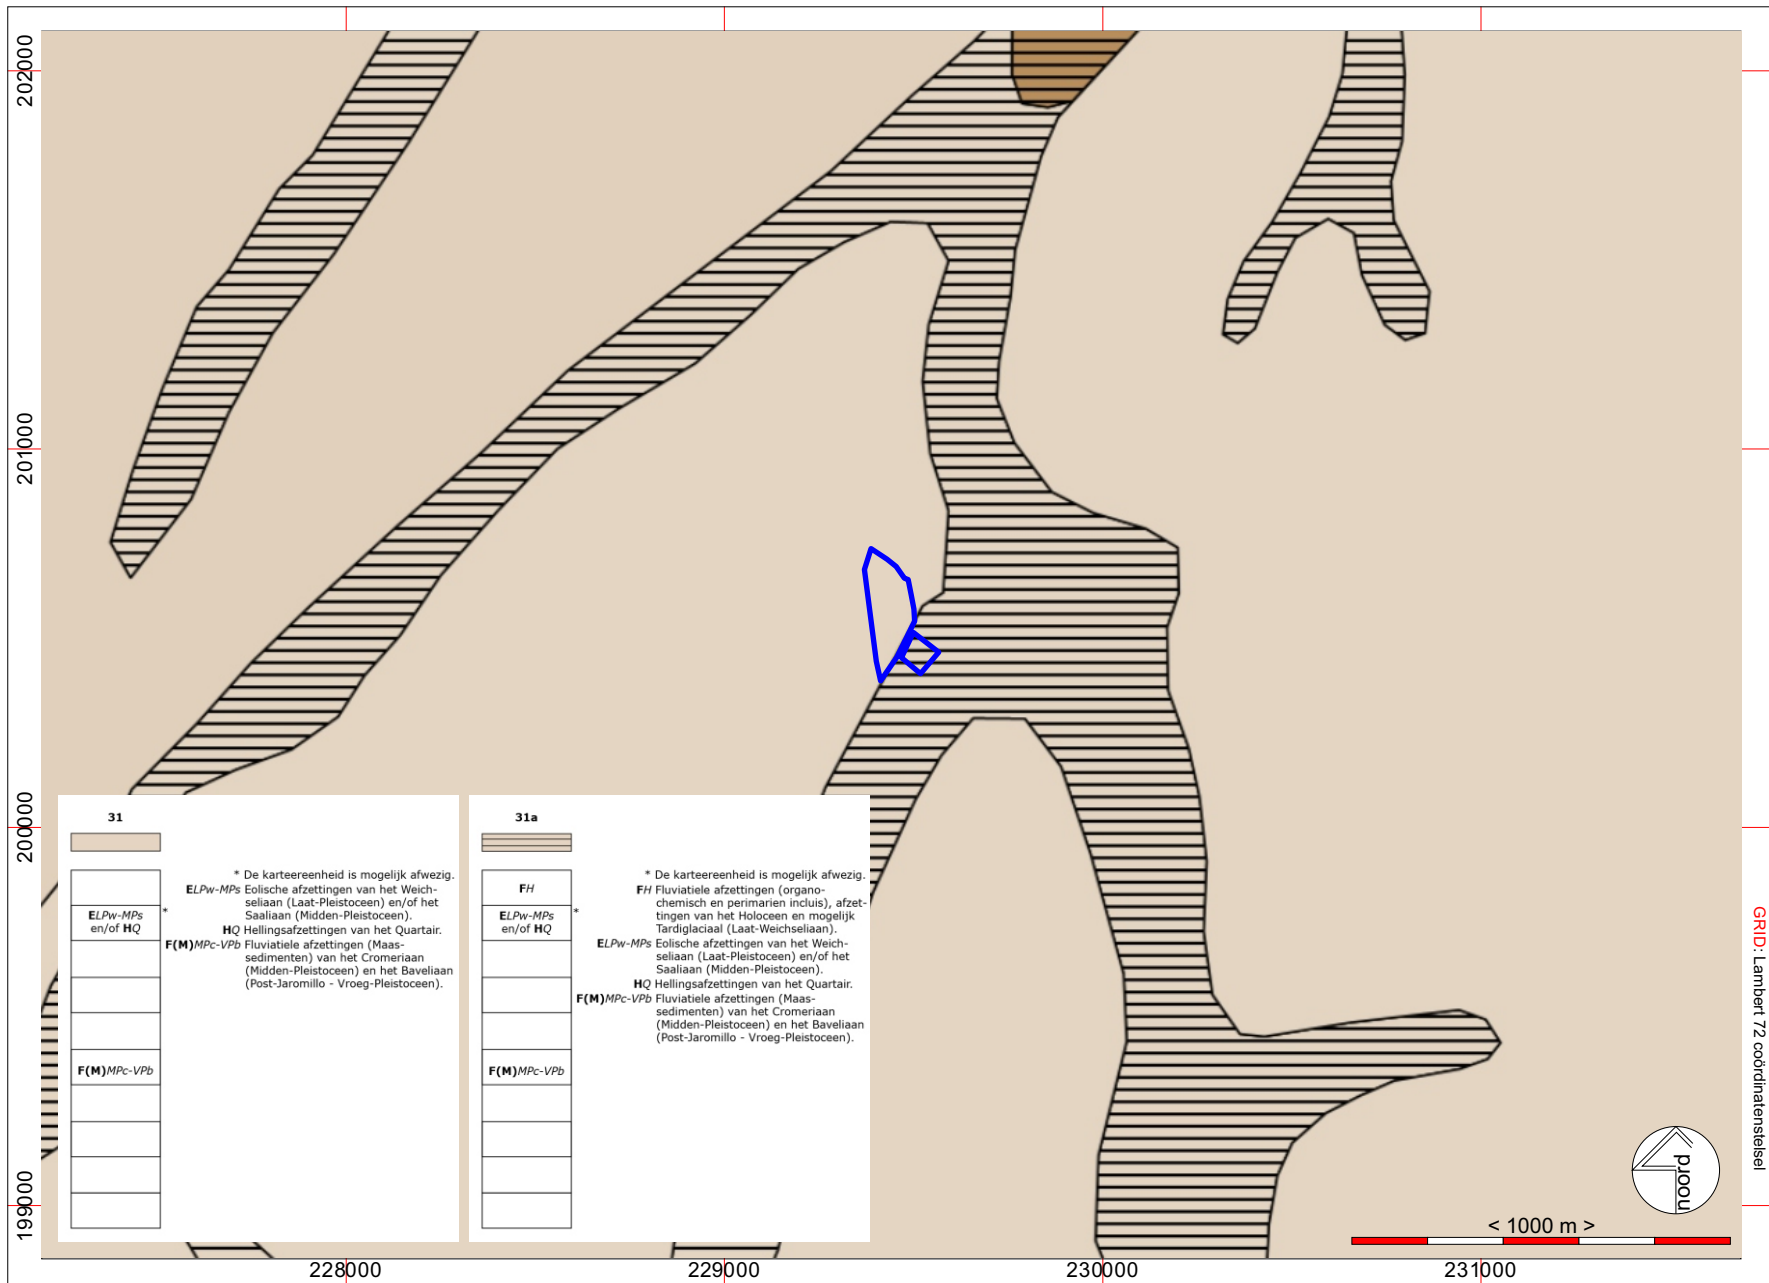 202000
201000
200000
199000
31
* De karteereenheid is mogelijk afwezig.
ELPw-MPs Eolische afzettingen van het Weich-
seliaan (Laat-Pleistoceen) en/of het
Saaliaan (Midden-Pleistoceen).
HQ Hellingsafzettingen van het Quartair.
F(M)MPc-VPb Fluviatiele afzettingen (Maas-
sedimenten) van het Cromeriaan
(Midden-Pleistoceen) en het Baveliaan
(Post-Jaromillo - Vroeg-Pleistoceen).
ELPw-MPs *
en/of HQ
F(M)MPc-VPb
31a
* De karteereenheid is mogelijk afwezig.
FH Fluviatiele afzettingen (organo-
chemisch en perimarien incluis), afzet-
tingen van het Holoceen en mogelijk
Tardiglaciaal (Laat-Weichseliaan).
ELPw-MPs Eolische afzettingen van het Weich-
seliaan (Laat-Pleistoceen) en/of het
Saaliaan (Midden-Pleistoceen).
HQ Hellingsafzettingen van het Quartair.
F(M)MPc-VPb Fluviatiele afzettingen (Maas-
sedimenten) van het Cromeriaan
(Midden-Pleistoceen) en het Baveliaan
(Post-Jaromillo - Vroeg-Pleistoceen).
FH
ELPw-MPs *
en/of HQ
F(M)MPc-VPb
GRID: Lambert 72 coördinatenstelsel
noord
< 1000 m >
228000
229000
230000
231000